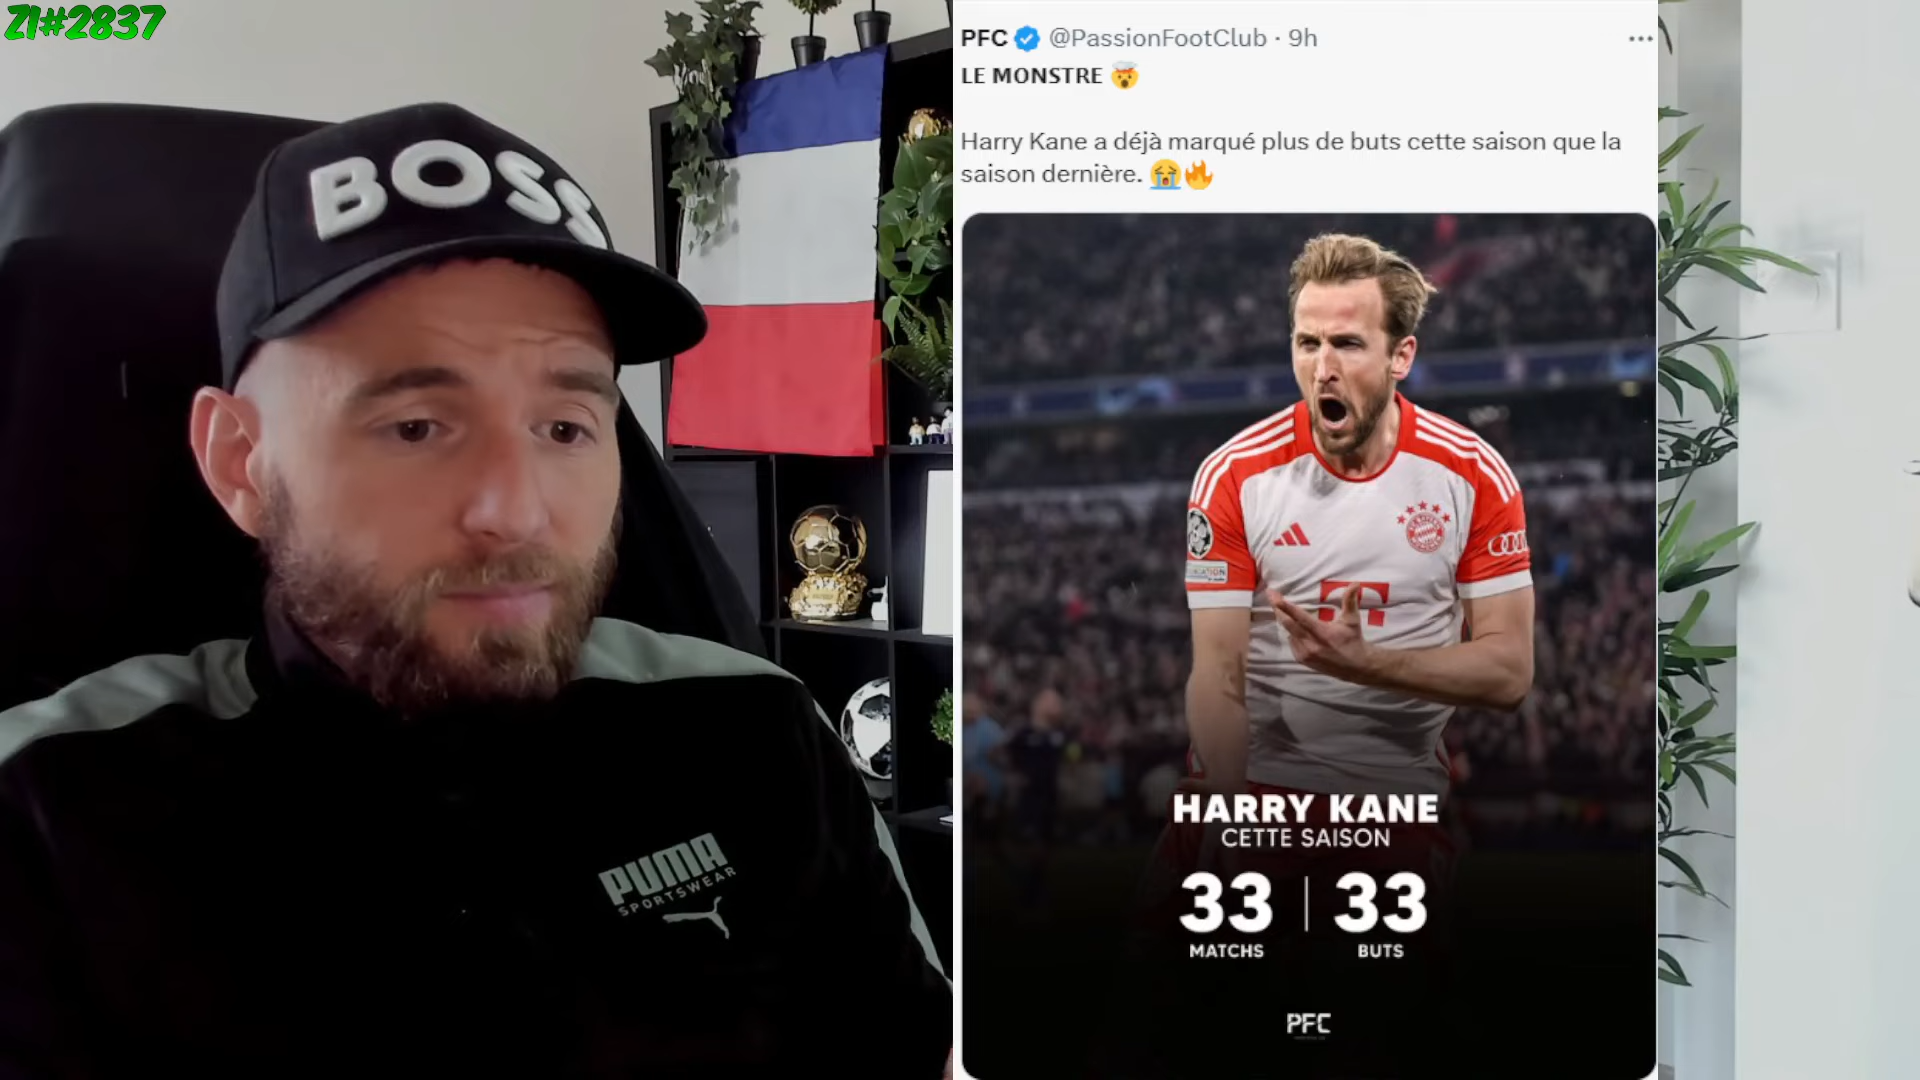 ZI#2837
BOSS
PUMA
SPORTSWEAR
PFC @PassionFootClub · 9h
LE MONSTRE 🤯
Harry Kane a déjà marqué plus de buts cette saison que la
saison dernière. 😭🔥
T
HARRY KANE
CETTE SAISON
33 | 33
MATCHS BUTS
PFC